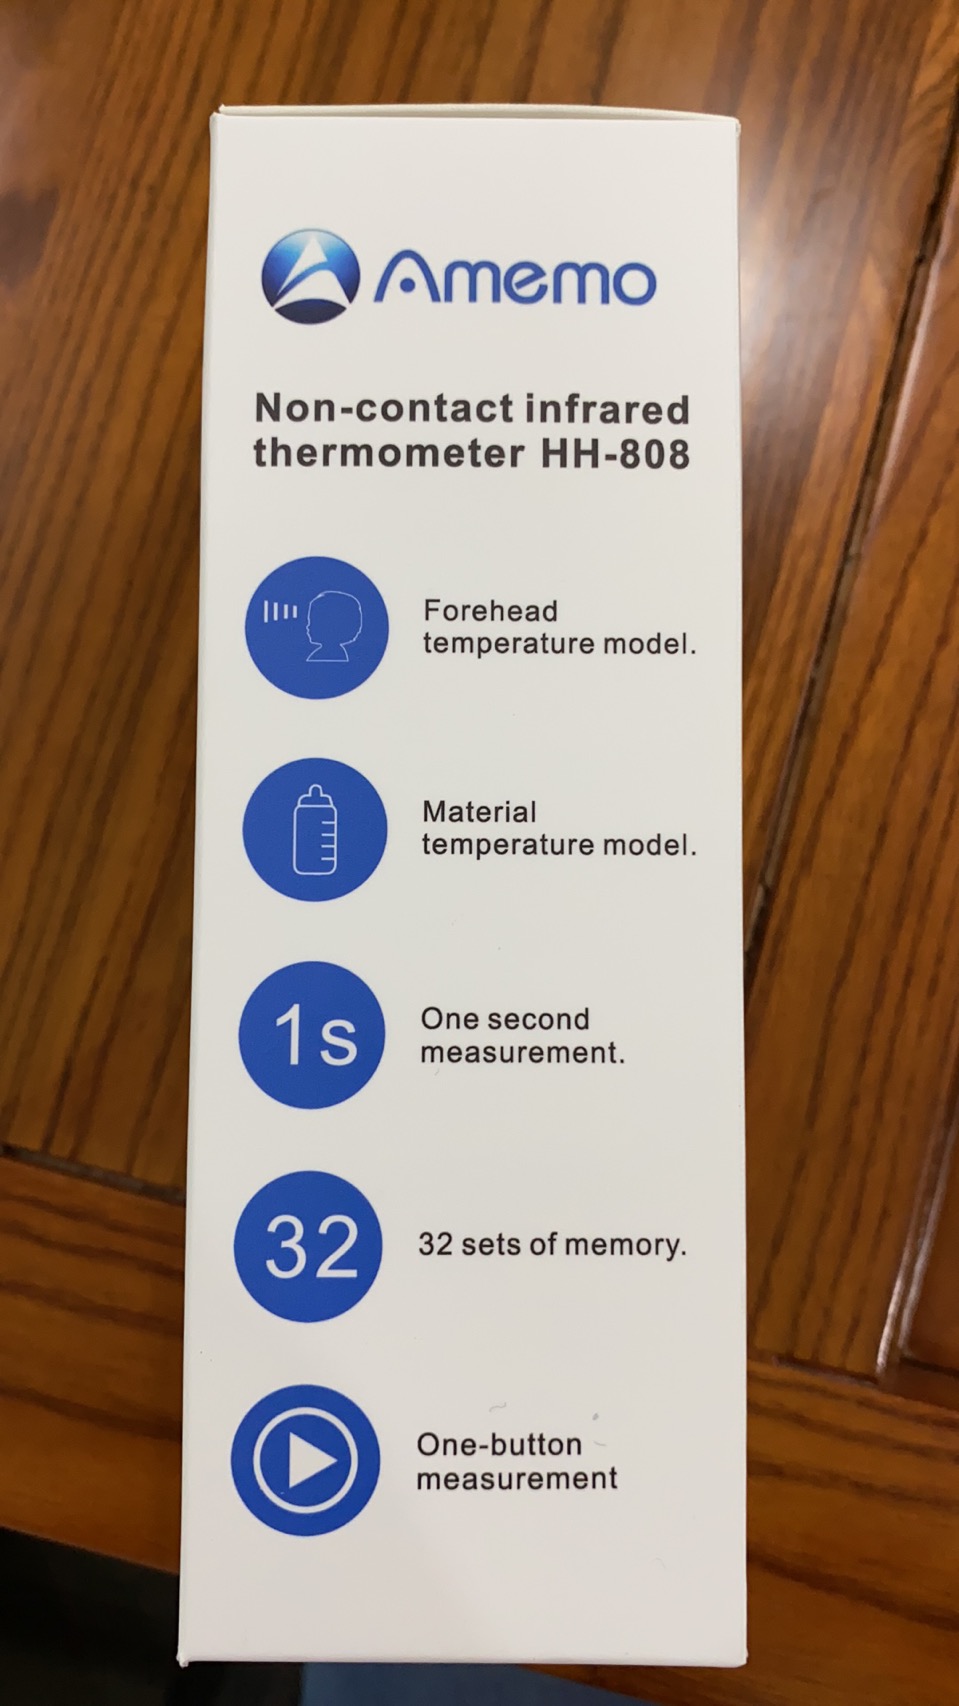 Amemo
Non-contact infrared
thermometer HH-808
Forehead
temperature model.
Material
temperature model.
1s
One second
measurement.
32
32 sets of memory.
One-button
measurement